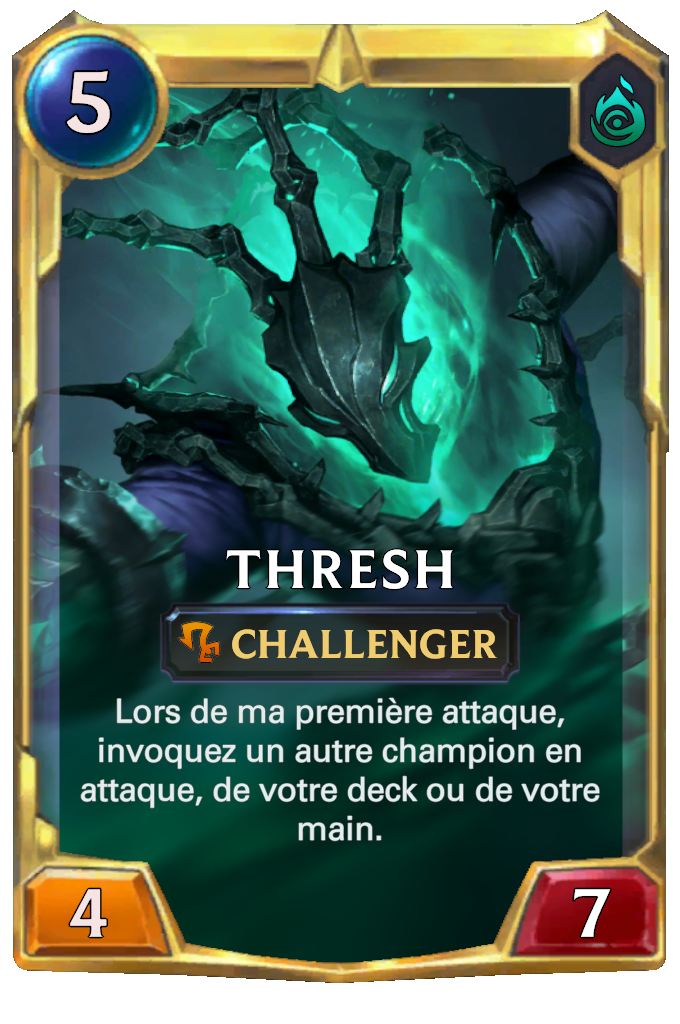 5
THRESH
CHALLENGER
Lors de ma première attaque,
invoquez un autre champion en
attaque, de votre deck ou de votre
main.
4
7